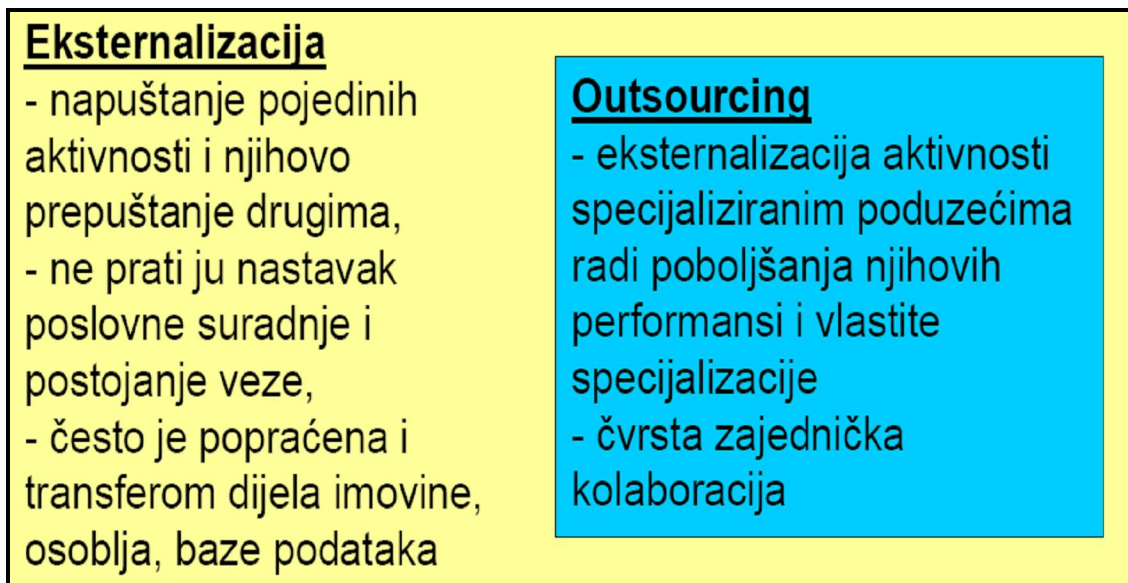 Eksternalizacija
- napuštanje pojedinih
aktivnosti i njihovo
prepuštanje drugima,
- ne prati ju nastavak
poslovne suradnje i
postojanje veze,
- često je popraćena i
transferom dijela imovine,
osoblja, baze podataka
Outsourcing
- eksternalizacija aktivnosti
specijaliziranim poduzećima
radi poboljšanja njihovih
performansi i vlastite
specijalizacije
- čvrsta zajednička
kolaboracija